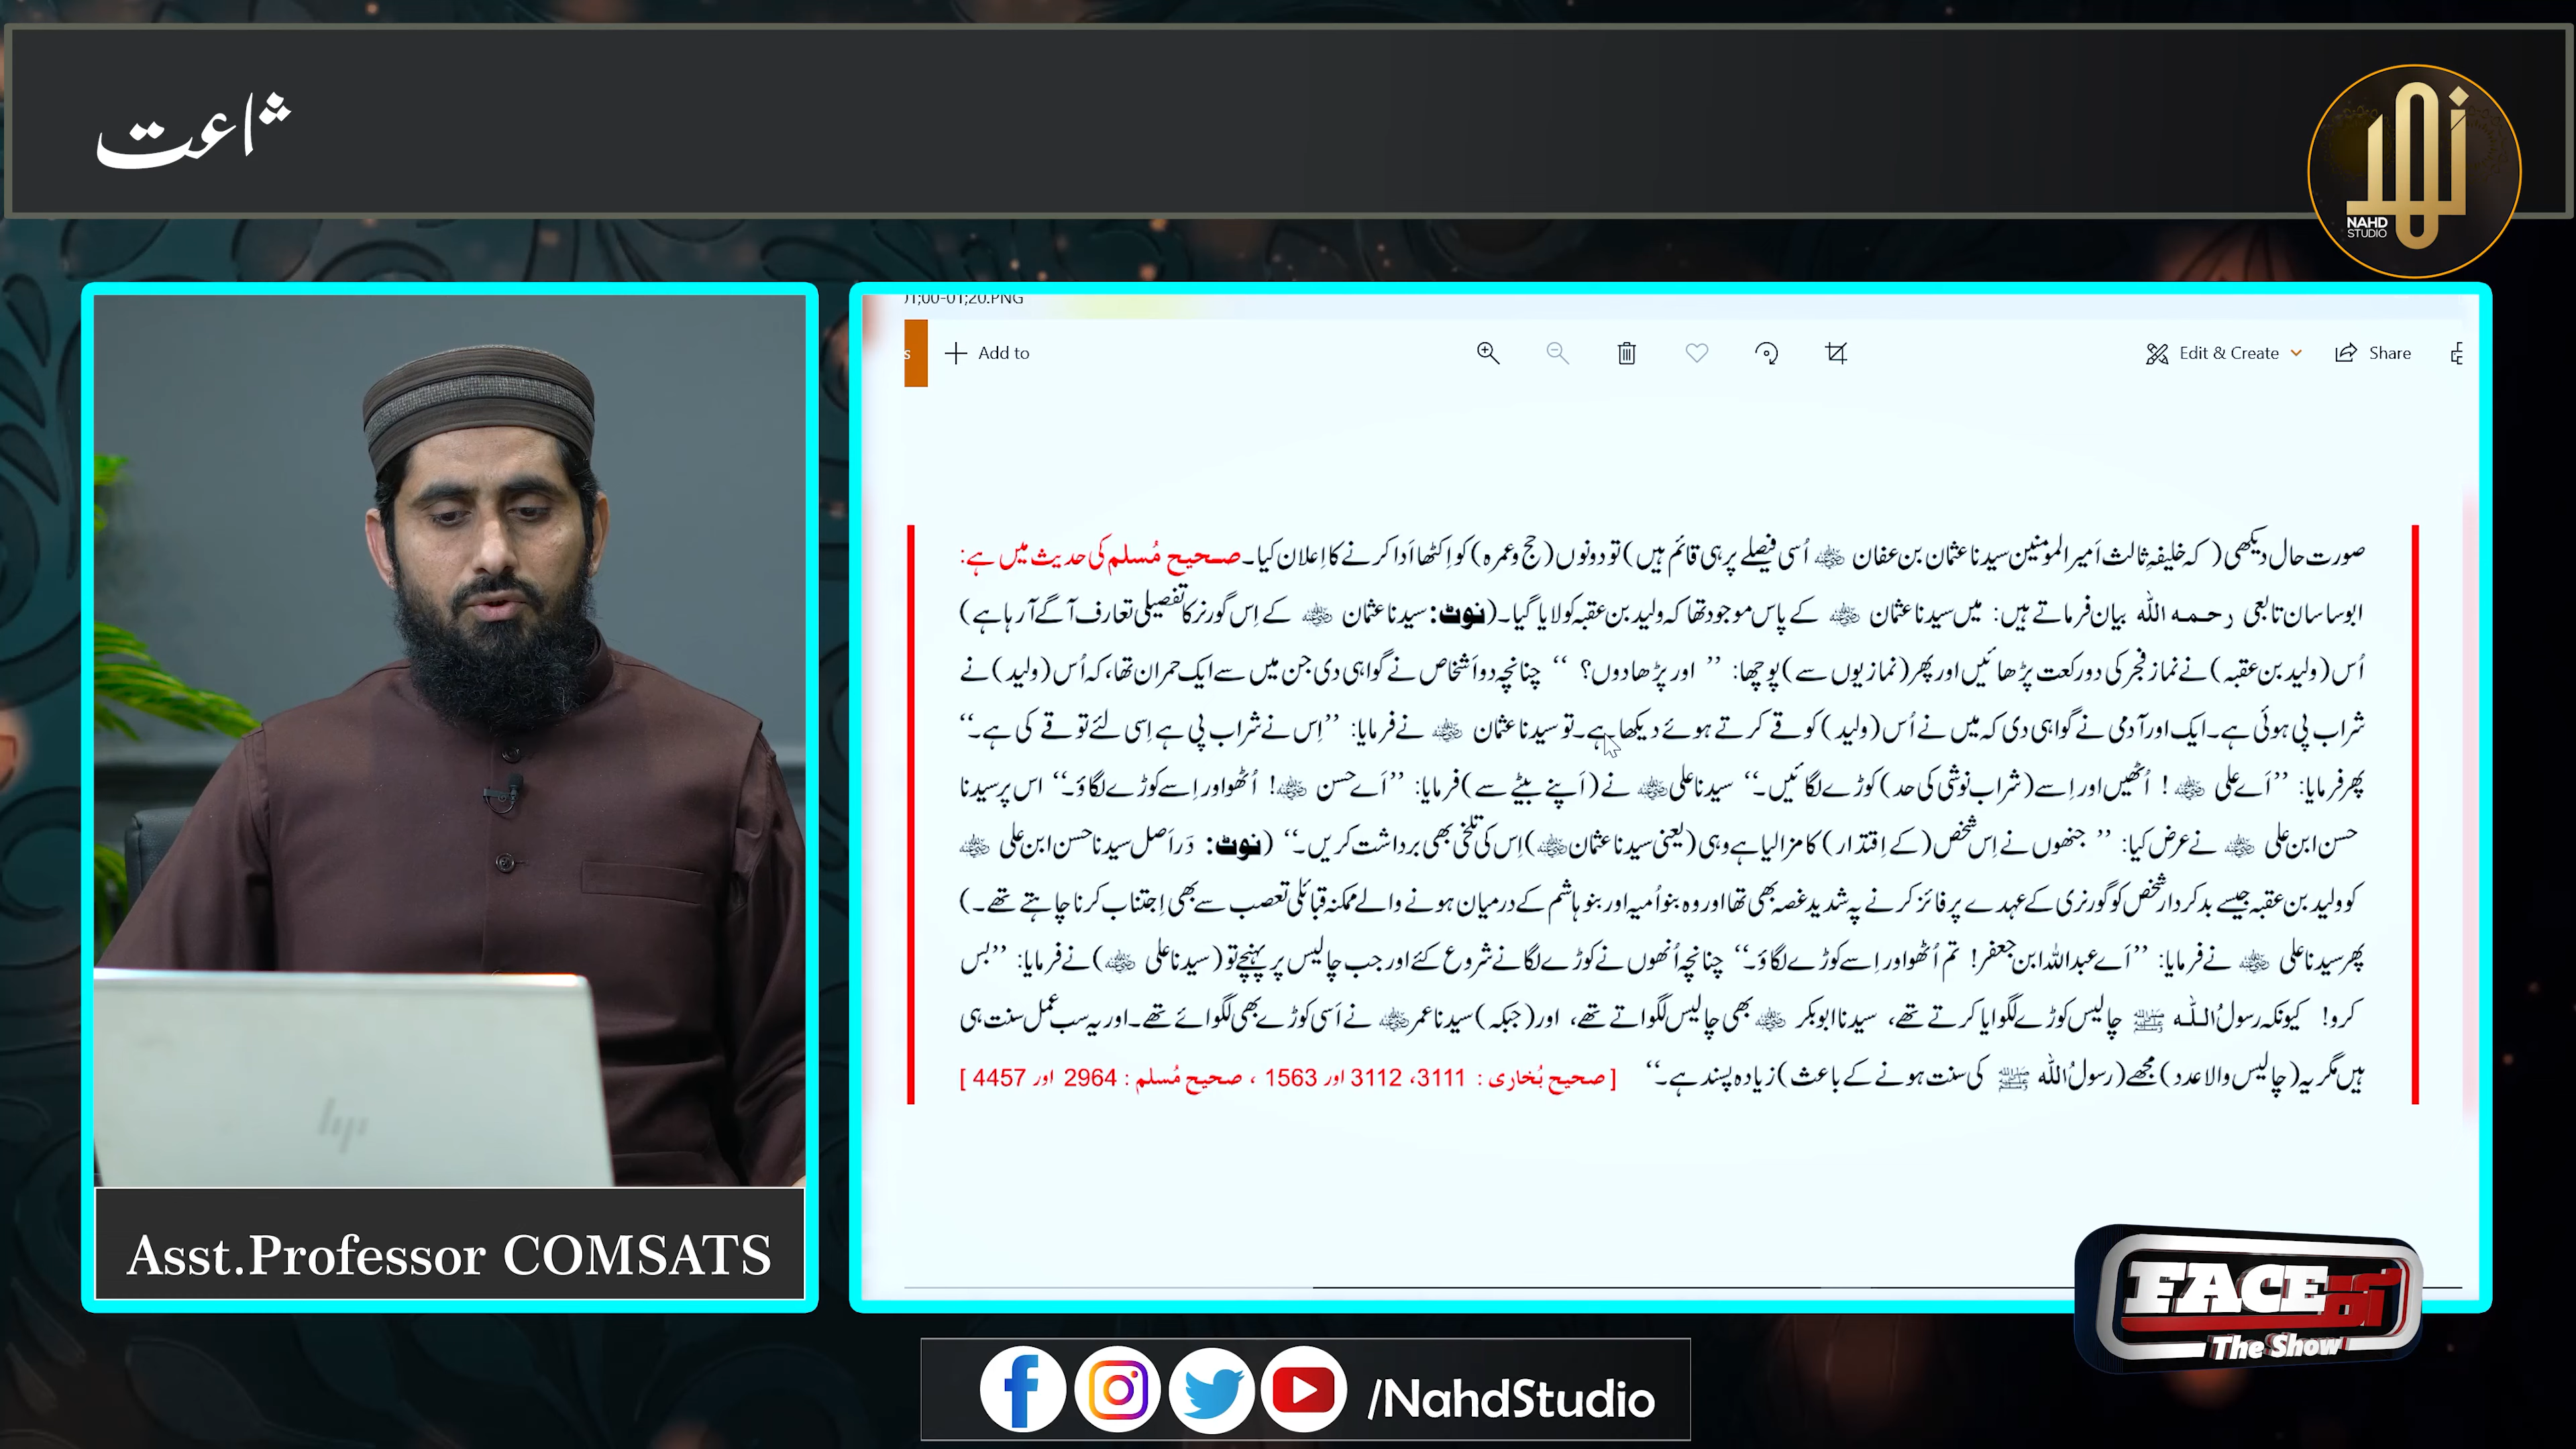 ثاعت
NAHD
STUDIO
01;00-01;20.PNG
Add to
Edit & Create
Share
صورت حال دیکھی ( کہ خلیفہِ ثالث اَمیر المومنین سیدنا عثمان بن عفان ؓ اُسی فیصلے پر ہی قائم ہیں ) تو دونوں ( حج و عمرہ ) کو اِکٹھا اَدا کرنے کا اِعلان کیا۔ صحیح مُسلم کی حدیث میں ہے:
ابوساسان تابعی رحمہ اللہ بیان فرماتے ہیں: میں سیدنا عثمان ؓ کے پاس موجود تھا کہ ولید بن عقبہ کو لایا گیا۔ (نوٹ: سیدنا عثمان ؓ کے اِس گورنر کا تفصیلی تعارف آگے آ رہا ہے)
اُس ( ولید بن عقبہ ) نے نماز فجر کی دو رکعت پڑھائیں اور پھر ( نمازیوں سے ) پوچھا: ’’ اور پڑھا دوں؟ ‘‘ چنانچہ دو اَشخاص نے گواہی دی جن میں سے ایک حمران تھا، کہ اُس ( ولید ) نے
شراب پی ہوئی ہے۔ ایک اور آدمی نے گواہی دی کہ میں نے اُس ( ولید ) کو قے کرتے ہوئے دیکھا ہے۔ تو سیدنا عثمان ؓ نے فرمایا: ’’اِس نے شراب پی ہے اِسی لئے تو قے کی ہے۔‘‘
پھر فرمایا: ’’اَے علی ؓ ! اُٹھیں اور اِسے ( شراب نوشی کی حد ) کوڑے لگائیں۔‘‘ سیدنا علی ؓ نے ( اَپنے بیٹے سے ) فرمایا: ’’اَے حسن ؓ! اُٹھو اور اِسے کوڑے لگاؤ۔‘‘ اس پر سیدنا
حسن ابن علی ؓ نے عرض کیا: ’’ جنھوں نے اِس شخص ( کے اِقتدار ) کا مزا لیا ہے وہی ( یعنی سیدنا عثمان ؓ ) اِس کی تلخی بھی برداشت کریں۔‘‘ (نوٹ: دَراَصل سیدنا حسن ابن علی ؓ
کو ولید بن عقبہ جیسے بدکردار شخص کو گورنری کے عہدے پر فائز کرنے پہ شدید غصہ بھی تھا اور وہ بنو اُمیہ اور بنو ہاشم کے درمیان ہونے والے ممکنہ قبائلی تعصب سے بھی اِجتناب کرنا چاہتے تھے۔)
پھر سیدنا علی ؓ نے فرمایا: ’’اَے عبداللہ ابن جعفر! تم اُٹھو اور اِسے کوڑے لگاؤ۔‘‘ چنانچہ اُنھوں نے کوڑے لگانے شروع کئے اور جب چالیس پر پہنچے تو ( سیدنا علی ؓ ) نے فرمایا: ’’بس
کرو! کیونکہ رسولُ اللہ ﷺ چالیس کوڑے لگوایا کرتے تھے، سیدنا ابوبکر ؓ بھی چالیس لگواتے تھے، اور ( جبکہ ) سیدنا عمر ؓ نے اَسی کوڑے بھی لگوائے تھے۔ اور یہ سب عمل سنت ہی
ہیں مگر یہ ( چالیس والا عدد ) مجھے ( رسولُ اللہ ﷺ کی سنت ہونے کے باعث ) زیادہ پسند ہے۔‘‘ [ صحیح بُخاری : 3111، 3112 اور 1563 ، صحیح مُسلم : 2964 اور 4457 ]
hp
Asst.Professor COMSATS
FACE
The Show
/NahdStudio